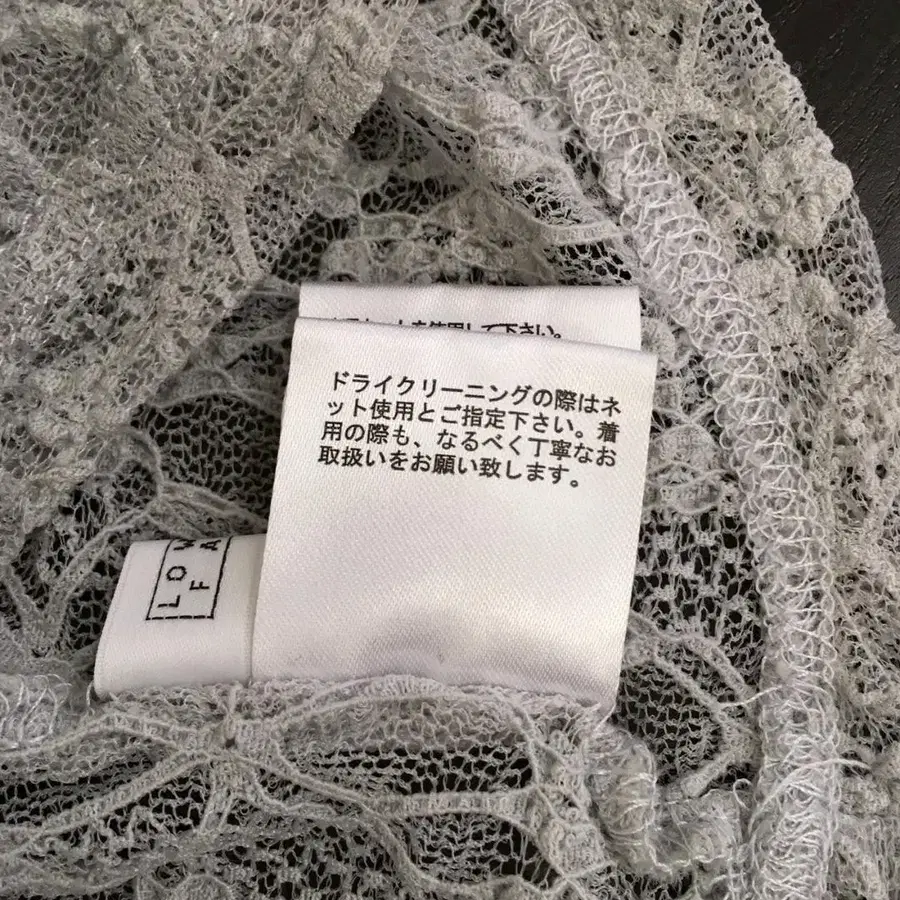 を使用して下さい。
ドライクリーニングの際はネ
ット使用とご指定下さい。着
用の際も、なるべく丁寧なお
取扱いをお願い致します。
LOW
FA